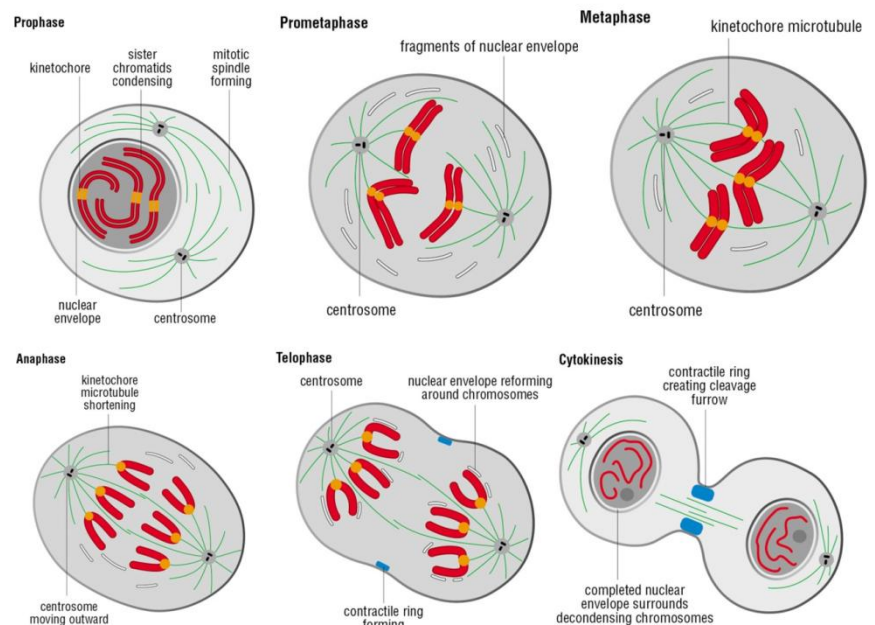 Prophase
kinetochore
sister
chromatids
condensing
mitotic
spindle
forming
nuclear
envelope
centrosome
Prometaphase
fragments of nuclear envelope
centrosome
Metaphase
kinetochore microtubule
centrosome
Anaphase
kinetochore
microtubule
shortening
centrosome
moving outward
Telophase
centrosome
nuclear envelope reforming
around chromosomes
contractile ring
forming
Cytokinesis
contractile ring
creating cleavage
furrow
completed nuclear
envelope surrounds
decondensing chromosomes